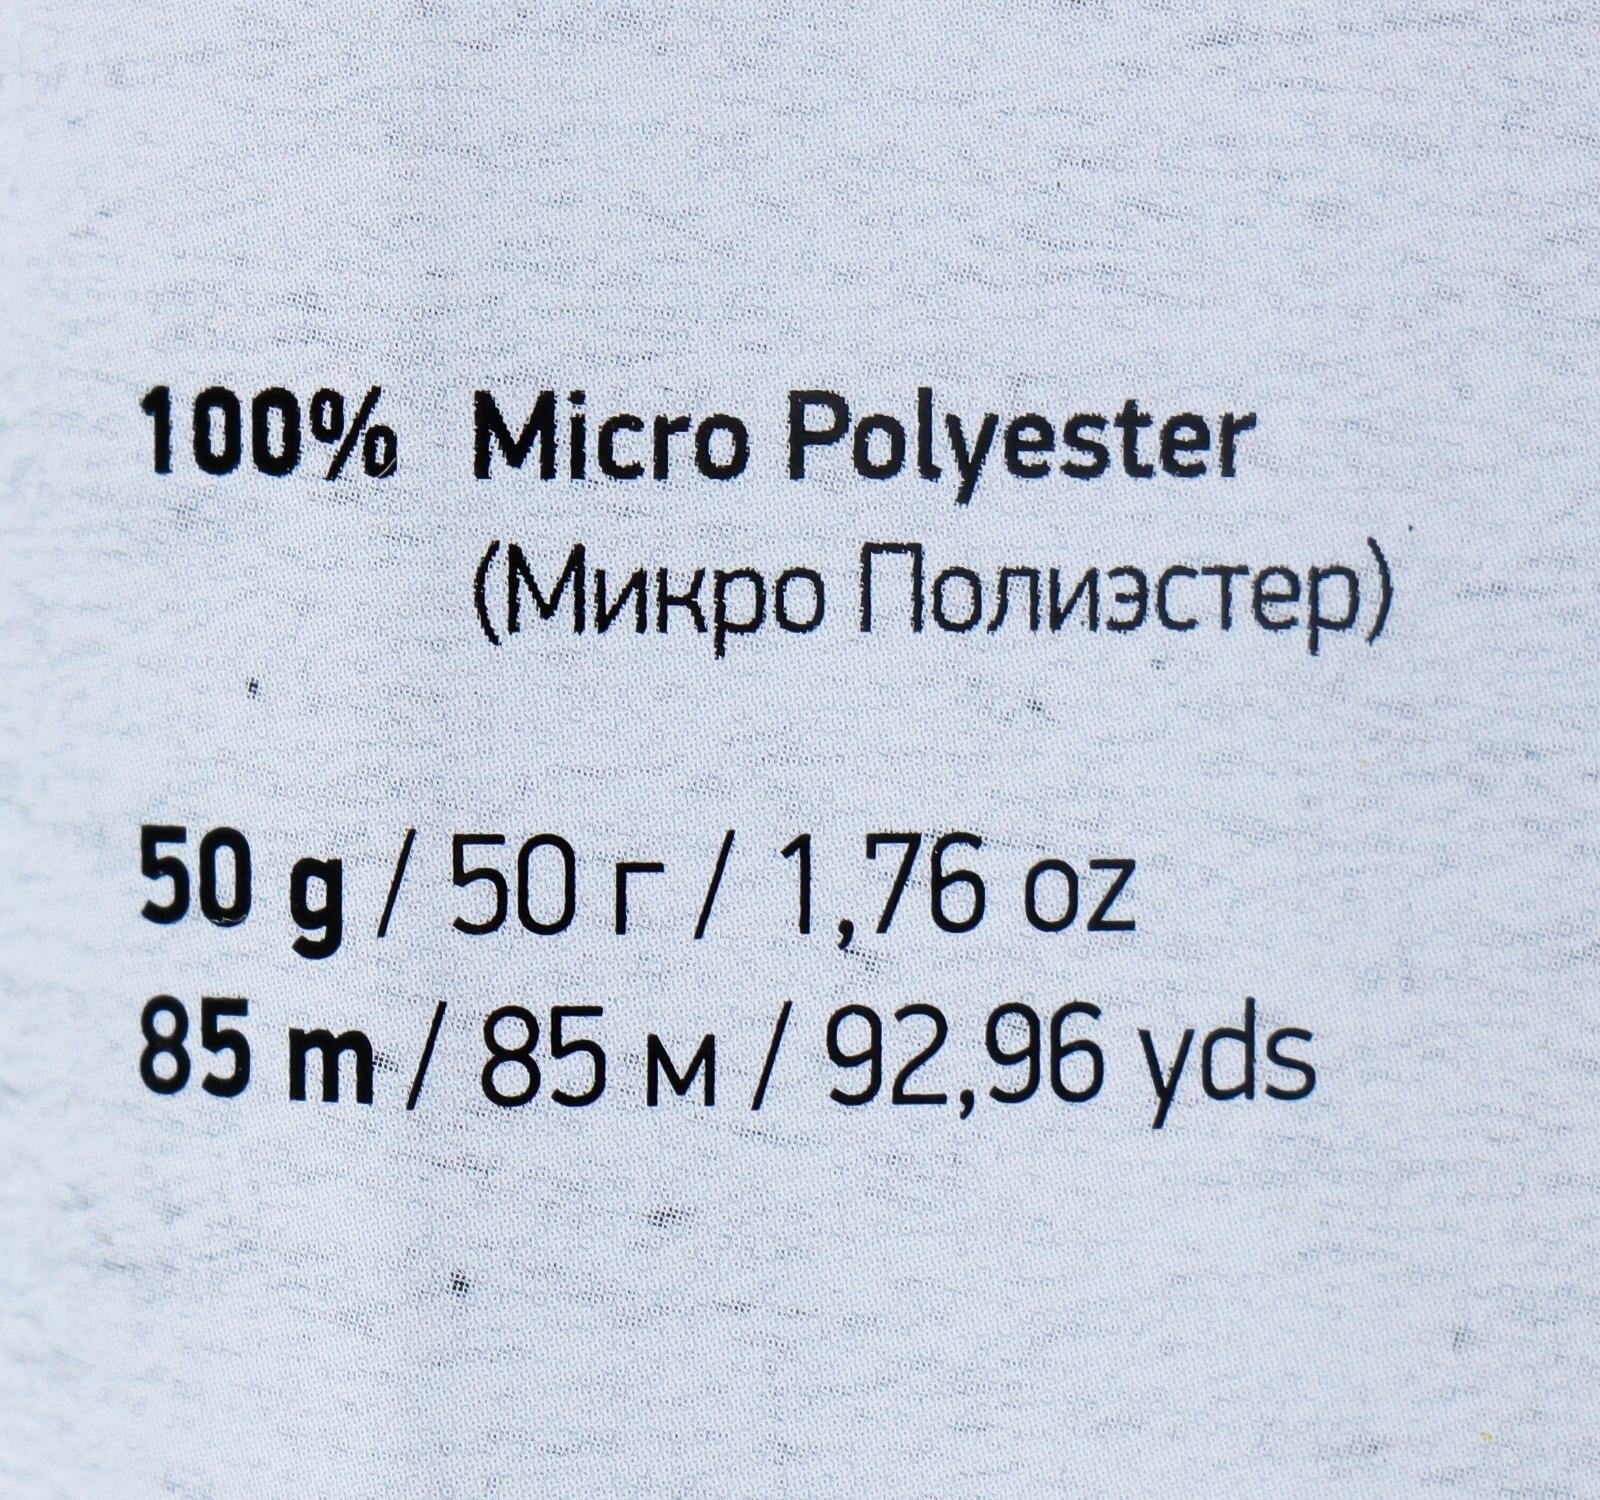 100% Micro Polyester
(Микро Полиэстер)
50 g / 50 г / 1,76 oz
85 m / 85 м / 92,96 yds